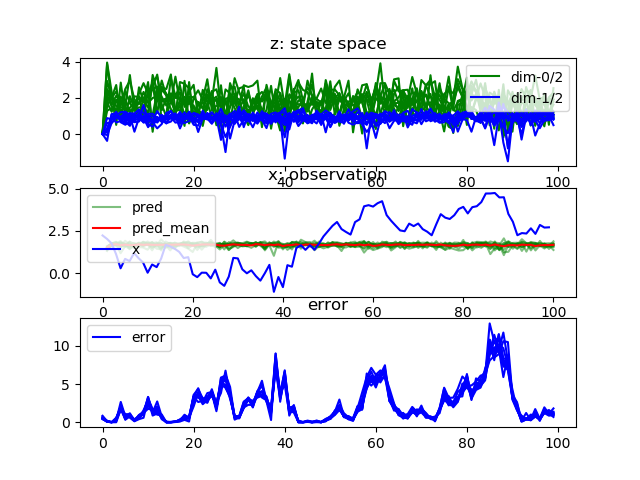 z: state space
4
2
0
dim-0/2
dim-1/2
0 20 40 60 80 100
x: observation
5.0
2.5
0.0
pred
pred_mean
x
0 20 40 60 80 100
error
10
5
0
error
0 20 40 60 80 100